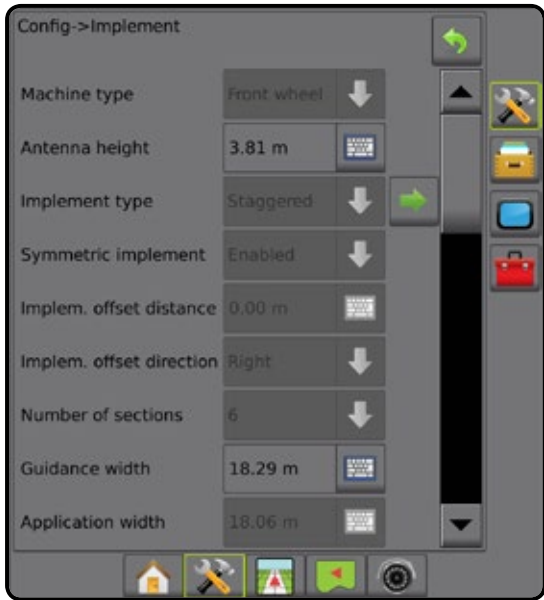 Config->Implement
Machine type Front wheel
Antenna height 3.81 m
Implement type Staggered
Symmetric implement Enabled
Implem. offset distance 0.00 m
Implem. offset direction Right
Number of sections 6
Guidance width 18.29 m
Application width 18.06 m